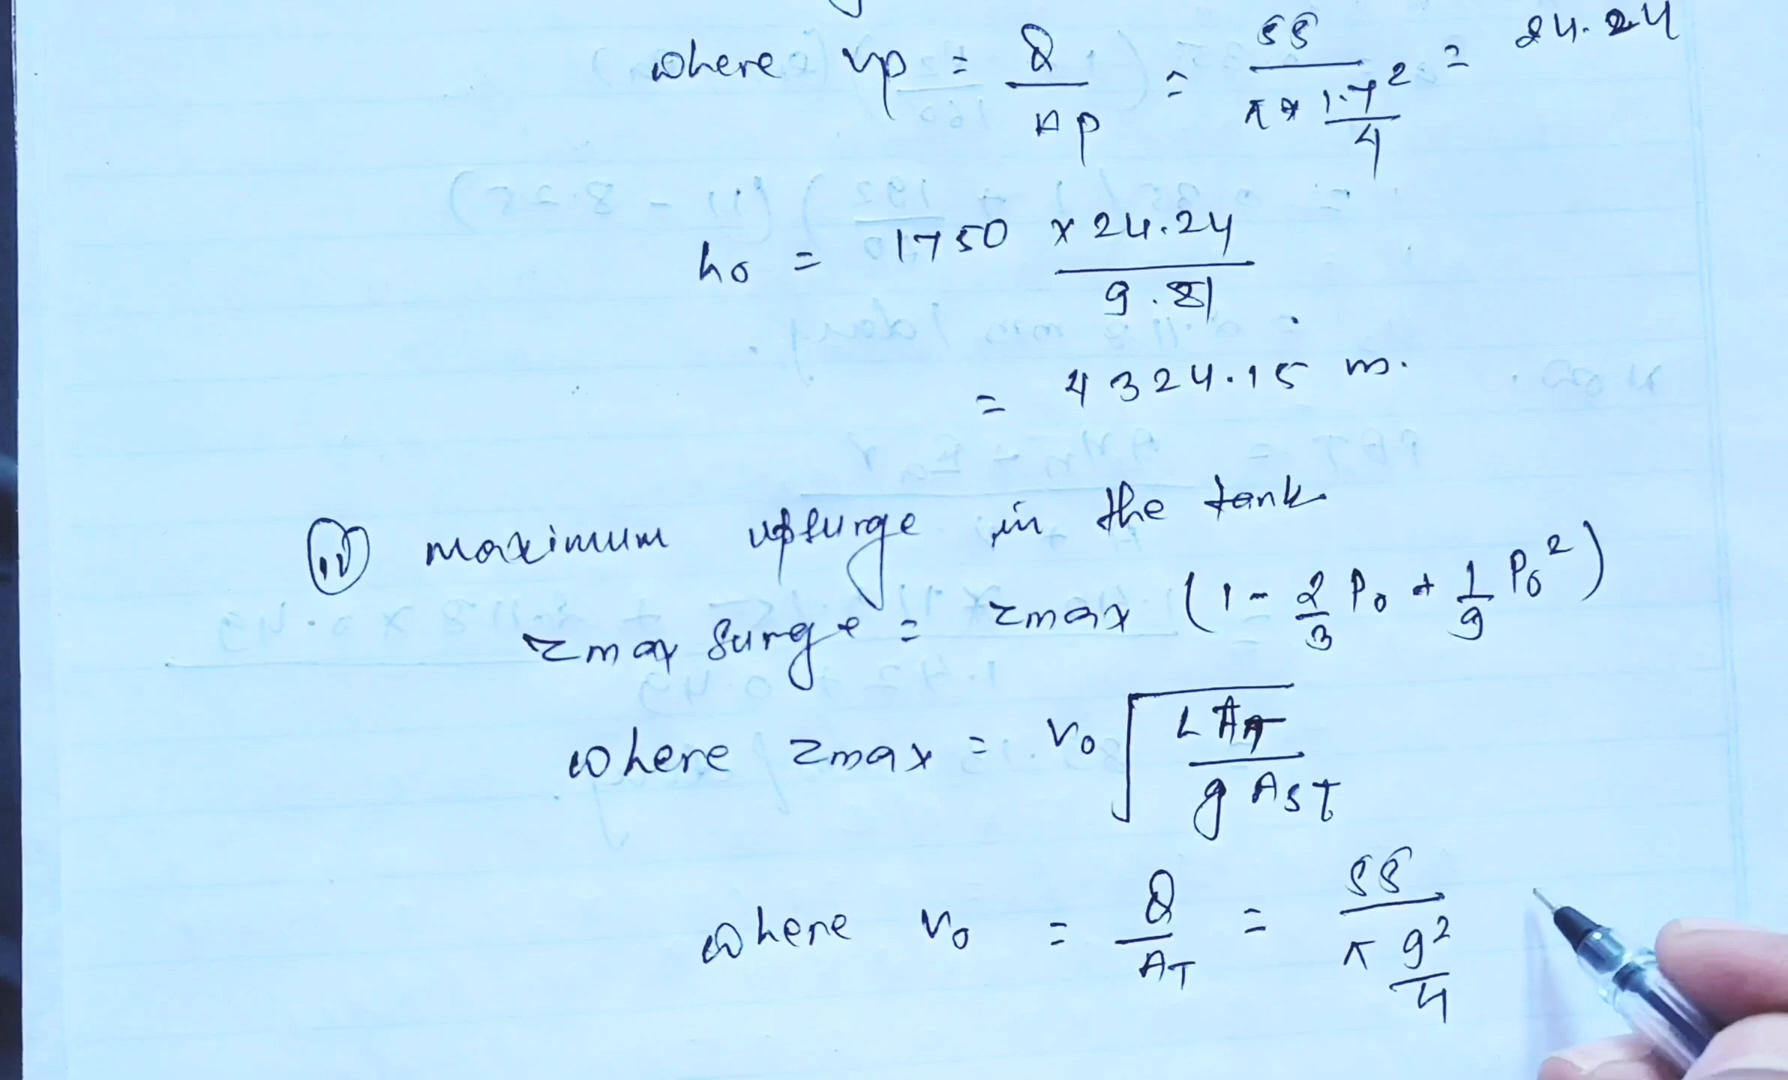 where vp = Q/Ap = 55/(π * 1.7²/4) = 24.24
ho = 1750 x 24.24/9.81
= 4324.15 m.
(ii) maximum upsurge in the tank
zmax surge = zmax (1 - 2/3 Po + 1/9 Po²)
where zmax = vo √(L AT/g AST)
where vo = Q/AT = 55/(π 9²/4)